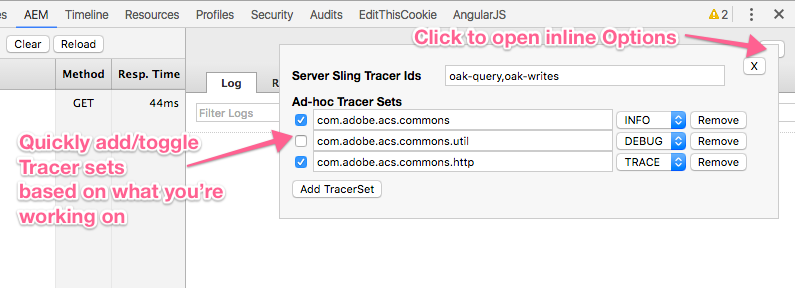 es AEM Timeline Resources Profiles Security Audits EditThisCookie AngularJS 2
Clear Reload
Click to open inline Options
X
Method Resp. Time
Log R
Server Sling Tracer Ids oak-query,oak-writes
GET 44ms
Filter Logs
Ad-hoc Tracer Sets
com.adobe.acs.commons INFO Remove
com.adobe.acs.commons.util DEBUG Remove
com.adobe.acs.commons.http TRACE Remove
Add TracerSet
Quickly add/toggle
Tracer sets
based on what you're
working on